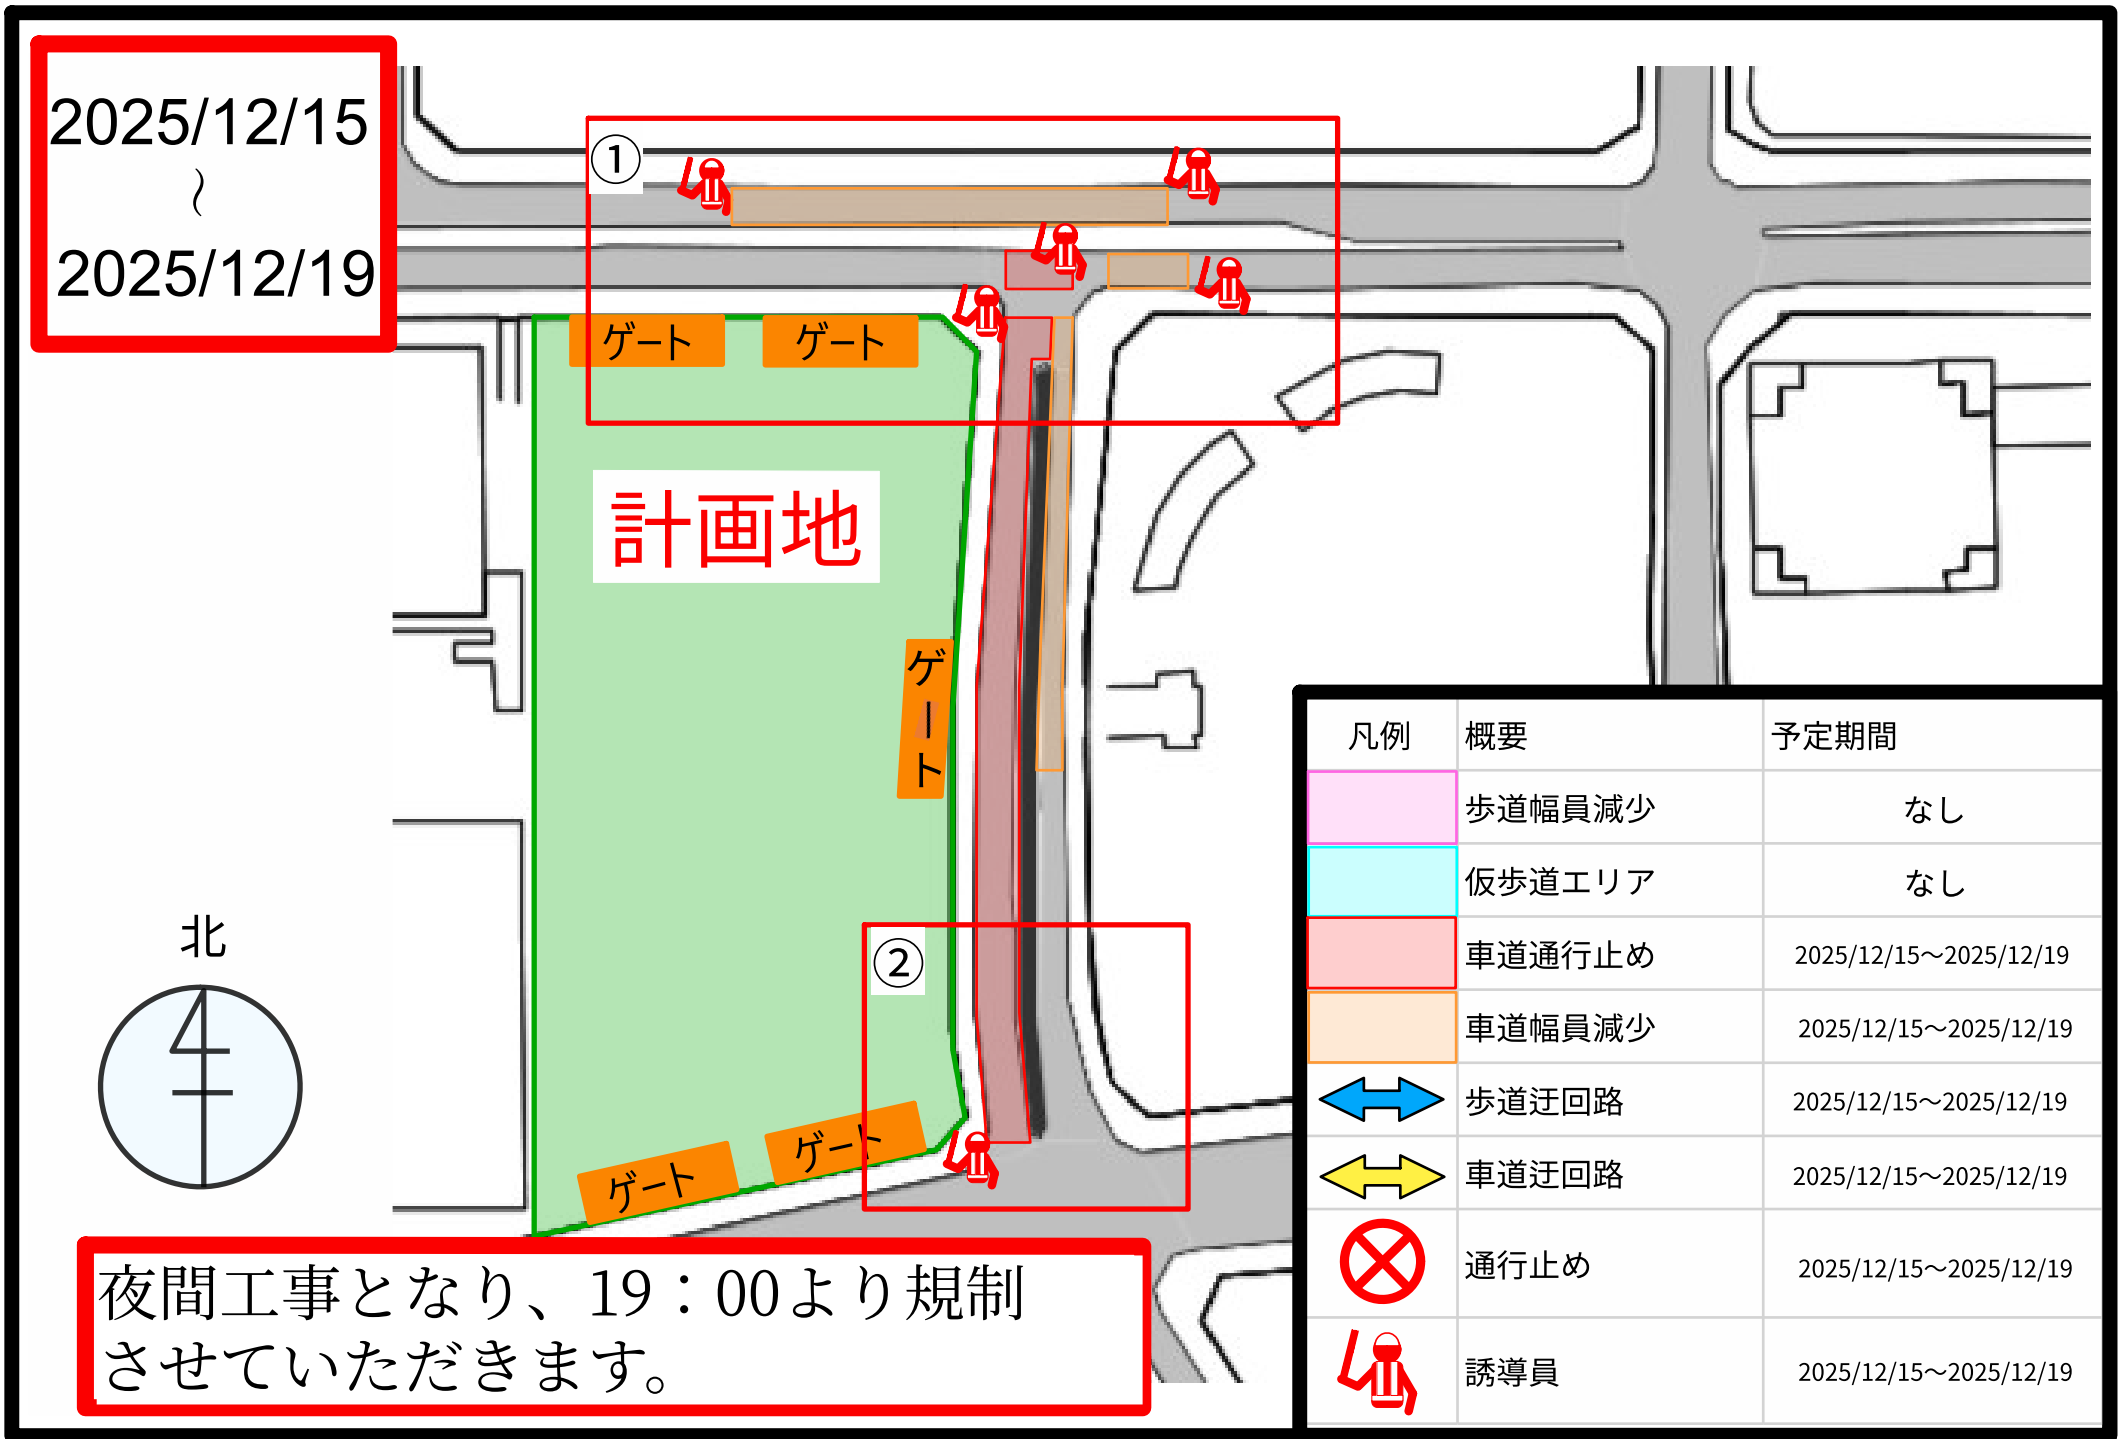 2025/12/15
〜
2025/12/19
①
ゲート
ゲート
計画地
ゲート
②
ゲート
ゲート
北
夜間工事となり、19：00より規制
させていただきます。
凡例 概要 予定期間
歩道幅員減少 なし
仮歩道エリア なし
車道通行止め 2025/12/15～2025/12/19
車道幅員減少 2025/12/15～2025/12/19
歩道迂回路 2025/12/15～2025/12/19
車道迂回路 2025/12/15～2025/12/19
通行止め 2025/12/15～2025/12/19
誘導員 2025/12/15～2025/12/19